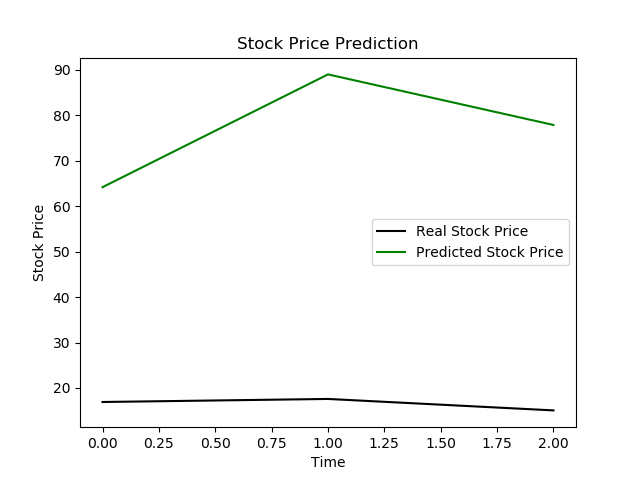 Stock Price Prediction
90
80
70
60
50
40
30
20
Stock Price
Real Stock Price
Predicted Stock Price
0.00 0.25 0.50 0.75 1.00 1.25 1.50 1.75 2.00
Time